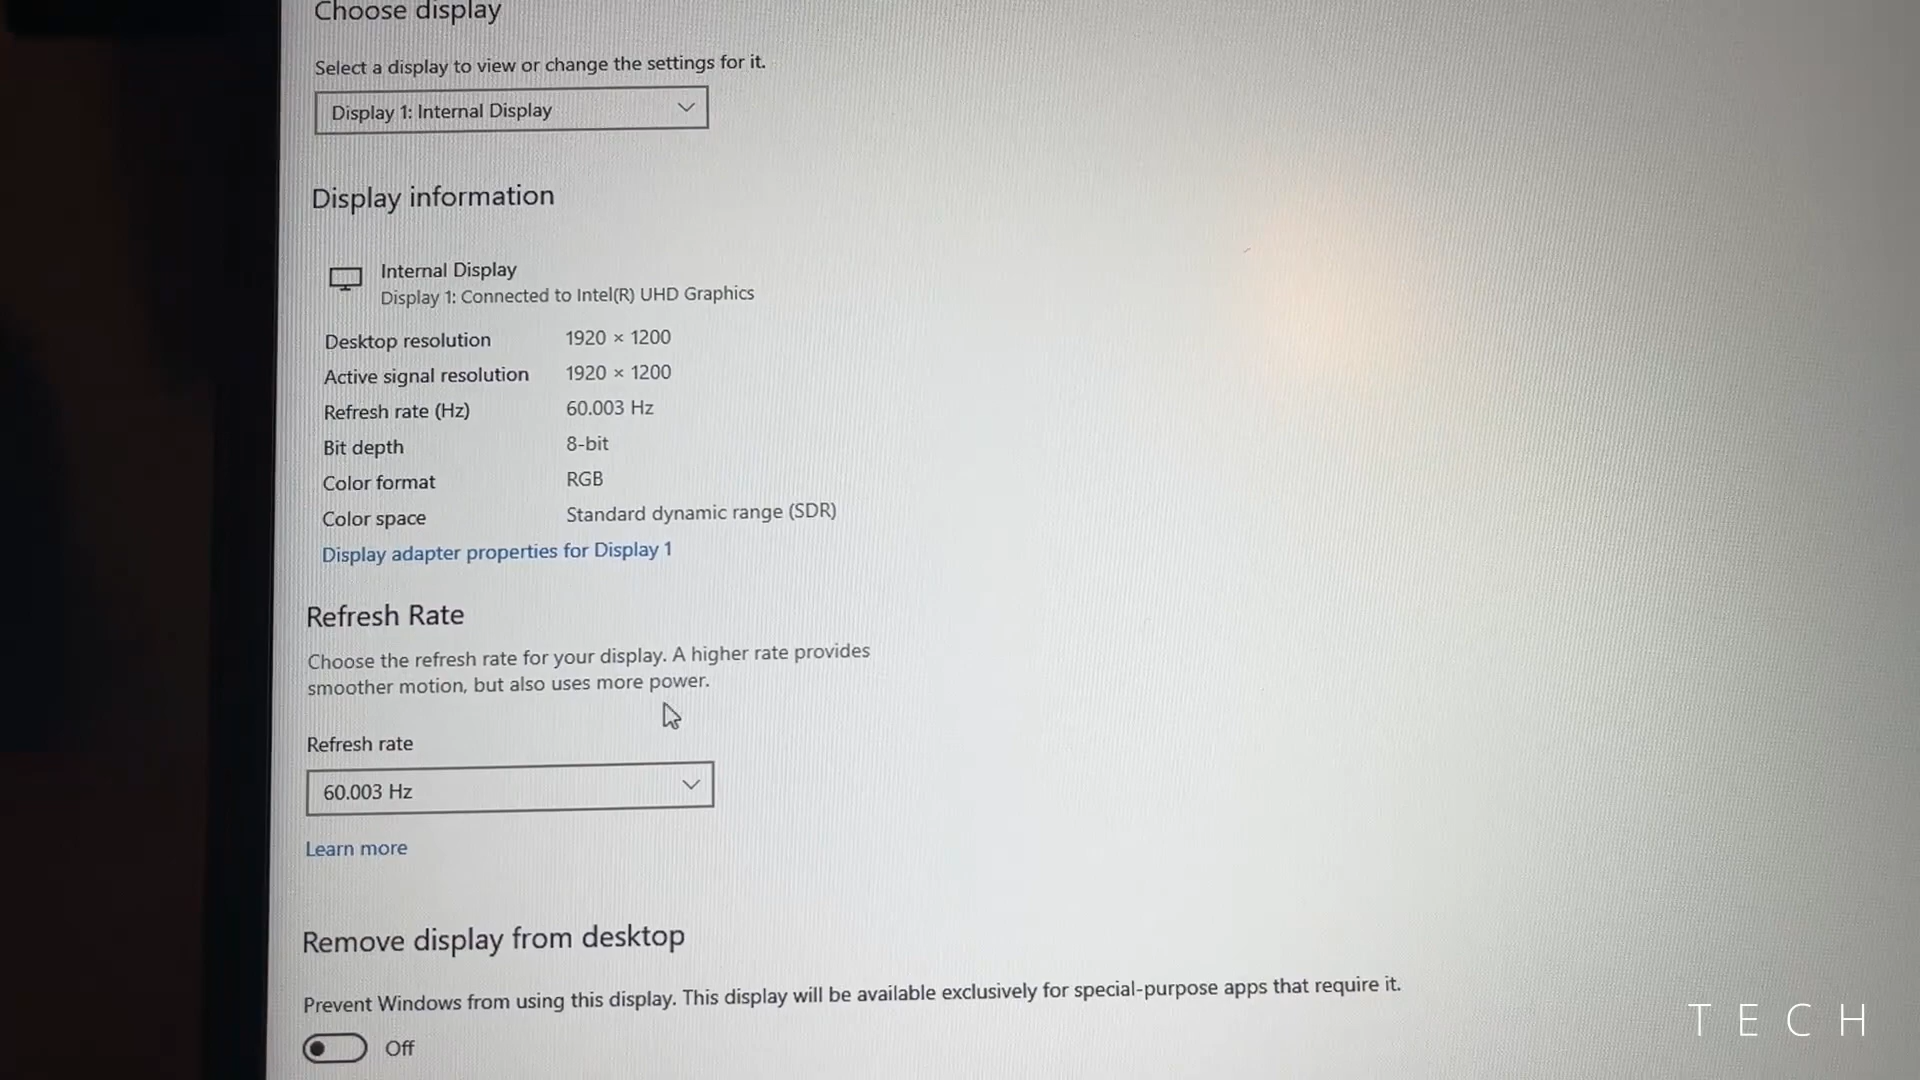 Choose display
Select a display to view or change the settings for it.
Display 1: Internal Display
Display information
Internal Display
Display 1: Connected to Intel(R) UHD Graphics
Desktop resolution 1920 × 1200
Active signal resolution 1920 × 1200
Refresh rate (Hz) 60.003 Hz
Bit depth 8-bit
Color format RGB
Color space Standard dynamic range (SDR)
Display adapter properties for Display 1
Refresh Rate
Choose the refresh rate for your display. A higher rate provides
smoother motion, but also uses more power.
Refresh rate
60.003 Hz
Learn more
Remove display from desktop
Prevent Windows from using this display. This display will be available exclusively for special-purpose apps that require it.
Off
TECH